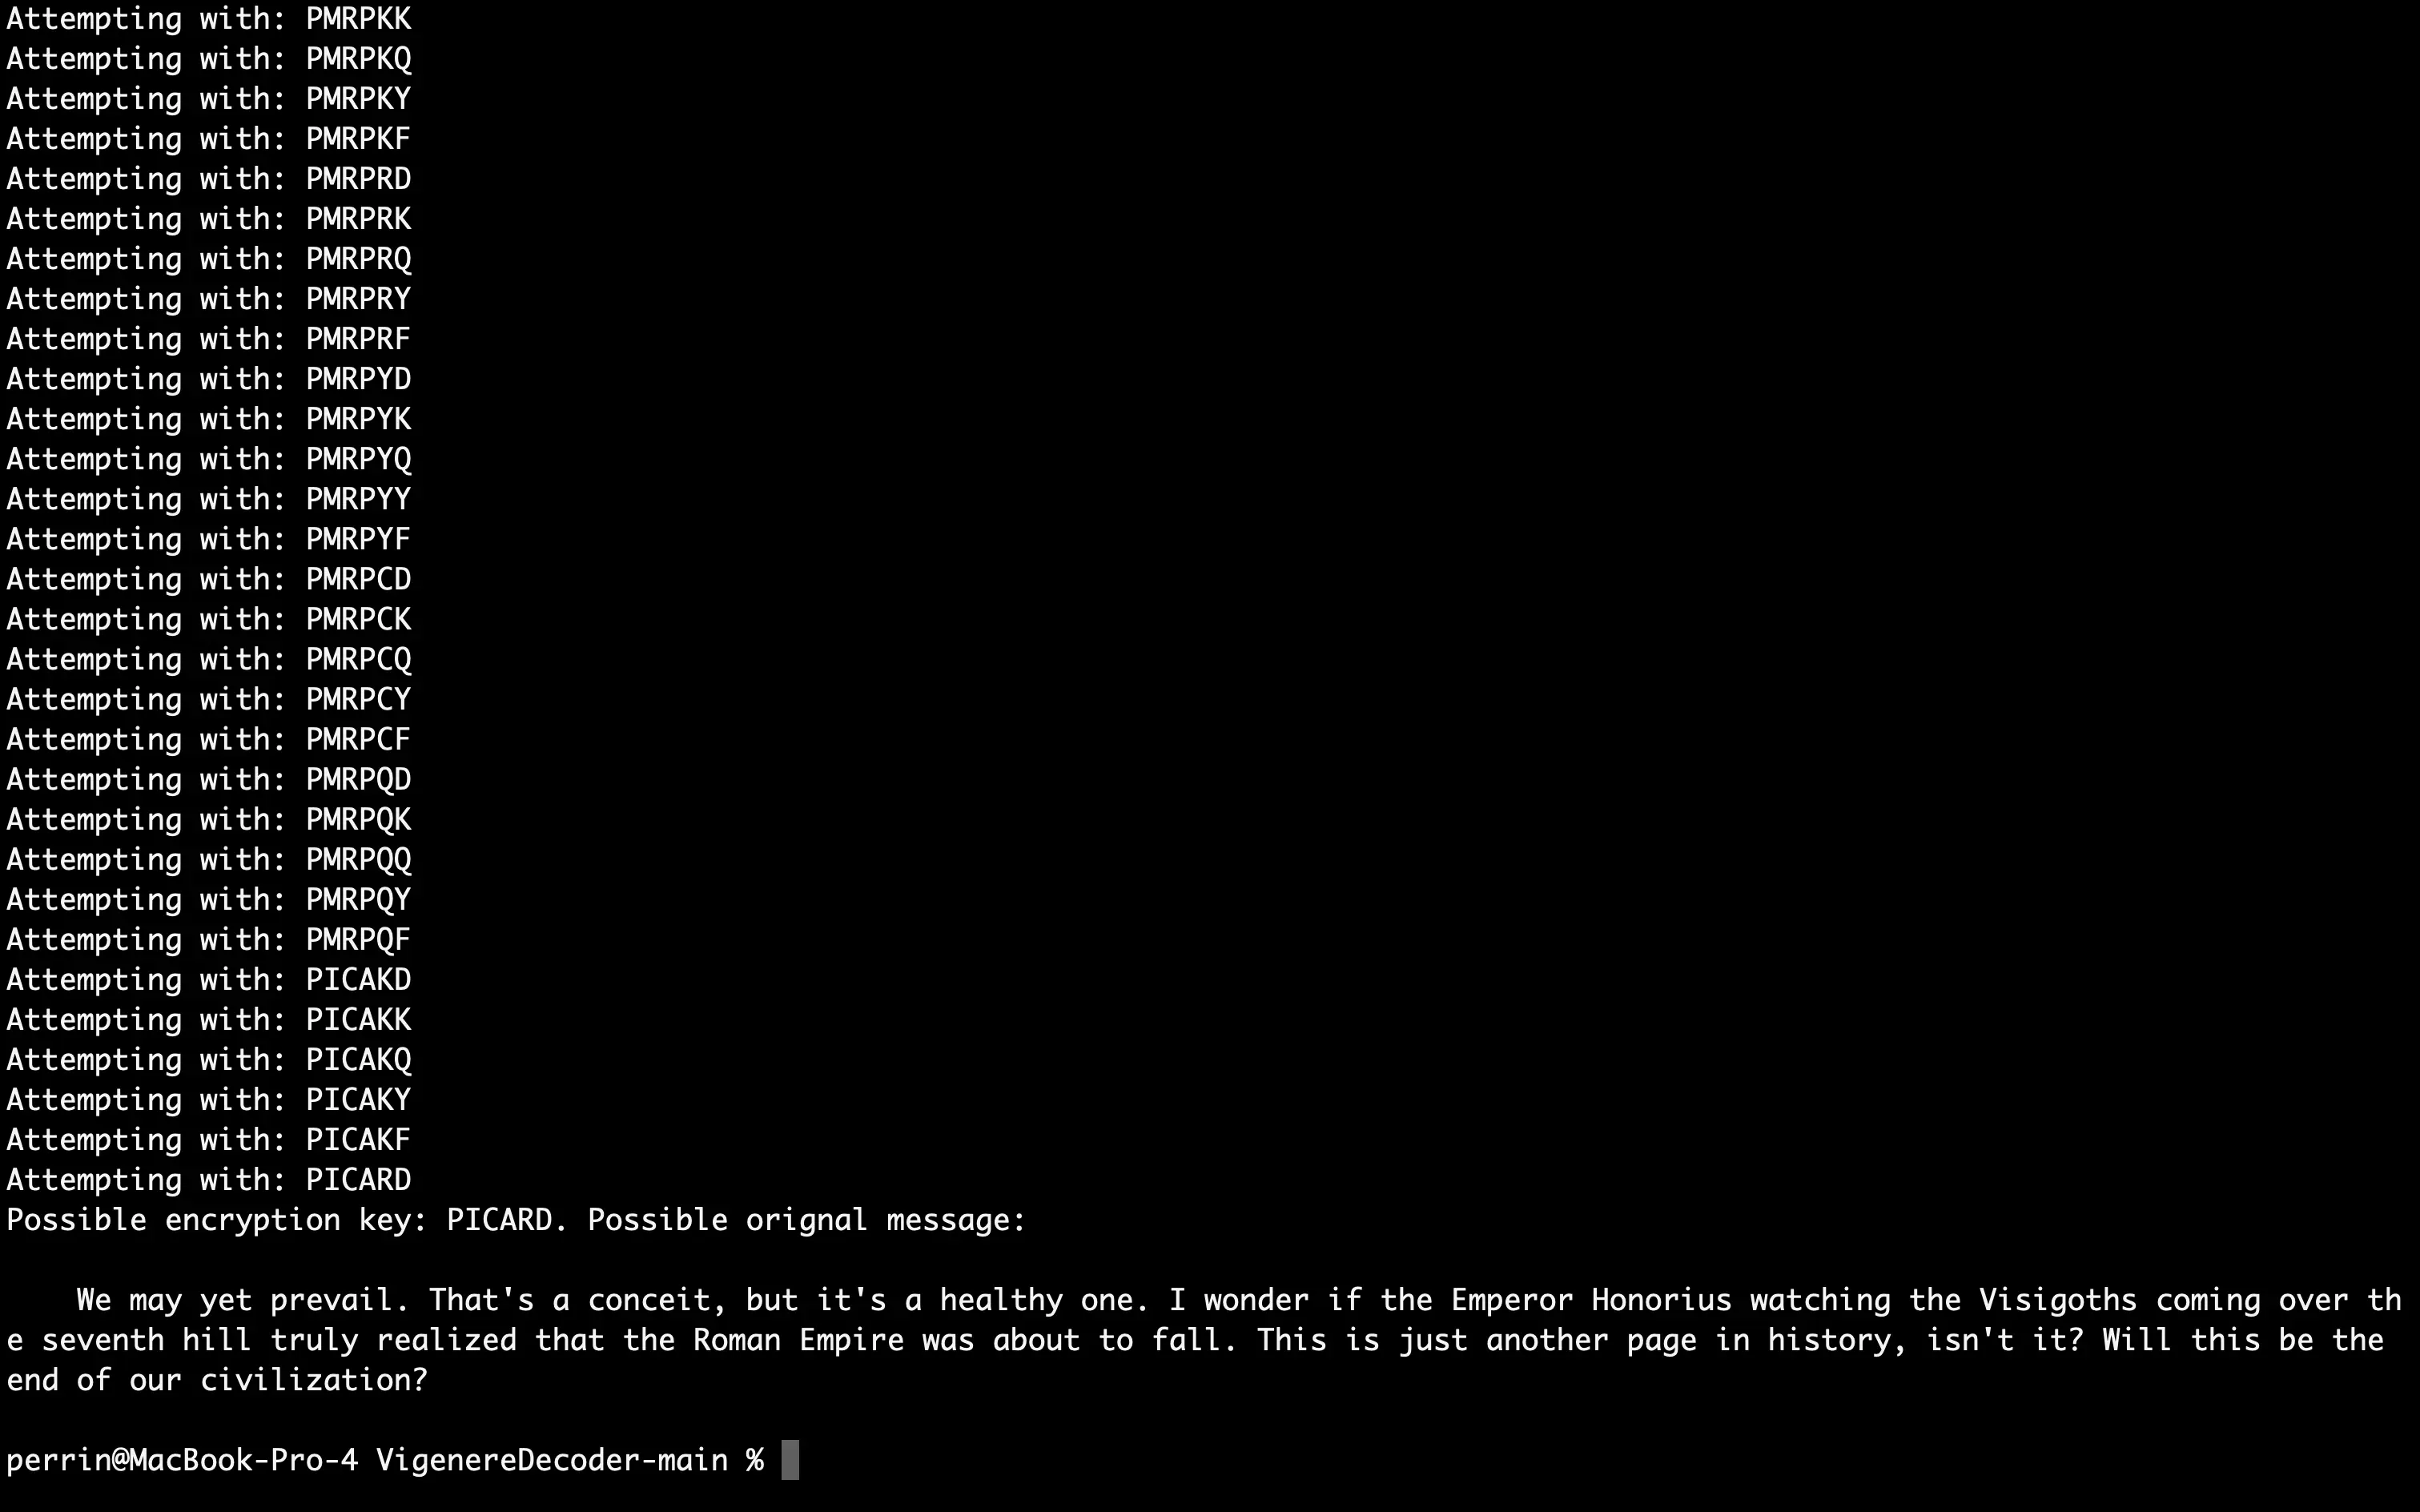 Attempting with: PMRPKK
Attempting with: PMRPKQ
Attempting with: PMRPKY
Attempting with: PMRPKF
Attempting with: PMRPRD
Attempting with: PMRPRK
Attempting with: PMRPRQ
Attempting with: PMRPRY
Attempting with: PMRPRF
Attempting with: PMRPYD
Attempting with: PMRPYK
Attempting with: PMRPYQ
Attempting with: PMRPYY
Attempting with: PMRPYF
Attempting with: PMRPCD
Attempting with: PMRPCK
Attempting with: PMRPCQ
Attempting with: PMRPCY
Attempting with: PMRPCF
Attempting with: PMRPQD
Attempting with: PMRPQK
Attempting with: PMRPQQ
Attempting with: PMRPQY
Attempting with: PMRPQF
Attempting with: PICAKD
Attempting with: PICAKK
Attempting with: PICAKQ
Attempting with: PICAKY
Attempting with: PICAKF
Attempting with: PICARD
Possible encryption key: PICARD. Possible orignal message:
We may yet prevail. That's a conceit, but it's a healthy one. I wonder if the Emperor Honorius watching the Visigoths coming over th
e seventh hill truly realized that the Roman Empire was about to fall. This is just another page in history, isn't it? Will this be the
end of our civilization?
perrin@MacBook-Pro-4 VigenereDecoder-main %